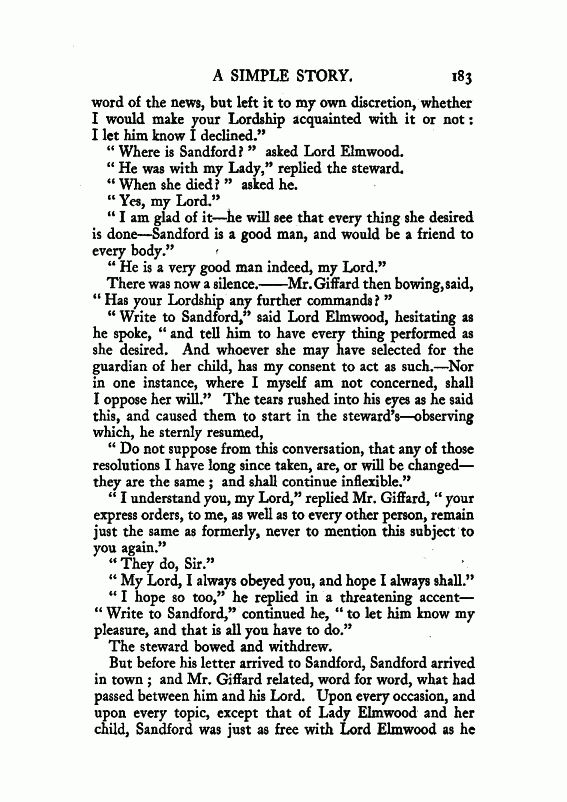 A SIMPLE STORY. 183
word of the news, but left it to my own discretion, whether
I would make your Lordship acquainted with it or not :
I let him know I declined.”
“ Where is Sandford ? ” asked Lord Elmwood.
“ He was with my Lady,” replied the steward.
“ When she died ? ” asked he.
“ Yes, my Lord.”
“ I am glad of it—he will see that every thing she desired
is done—Sandford is a good man, and would be a friend to
every body.”
“ He is a very good man indeed, my Lord.”
There was now a silence.——Mr. Giffard then bowing, said,
“ Has your Lordship any further commands ? ”
“ Write to Sandford,” said Lord Elmwood, hesitating as
he spoke, “ and tell him to have every thing performed as
she desired. And whoever she may have selected for the
guardian of her child, has my consent to act as such.—Nor
in one instance, where I myself am not concerned, shall
I oppose her will.” The tears rushed into his eyes as he said
this, and caused them to start in the steward’s—observing
which, he sternly resumed,
“ Do not suppose from this conversation, that any of those
resolutions I have long since taken, are, or will be changed—
they are the same ; and shall continue inflexible.”
“ I understand you, my Lord,” replied Mr. Giffard, “ your
express orders, to me, as well as to every other person, remain
just the same as formerly, never to mention this subject to
you again.”
“ They do, Sir.”
“ My Lord, I always obeyed you, and hope I always shall.”
“ I hope so too,” he replied in a threatening accent—
“ Write to Sandford,” continued he, “ to let him know my
pleasure, and that is all you have to do.”
The steward bowed and withdrew.
But before his letter arrived to Sandford, Sandford arrived
in town ; and Mr. Giffard related, word for word, what had
passed between him and his Lord. Upon every occasion, and
upon every topic, except that of Lady Elmwood and her
child, Sandford was just as free with Lord Elmwood as he